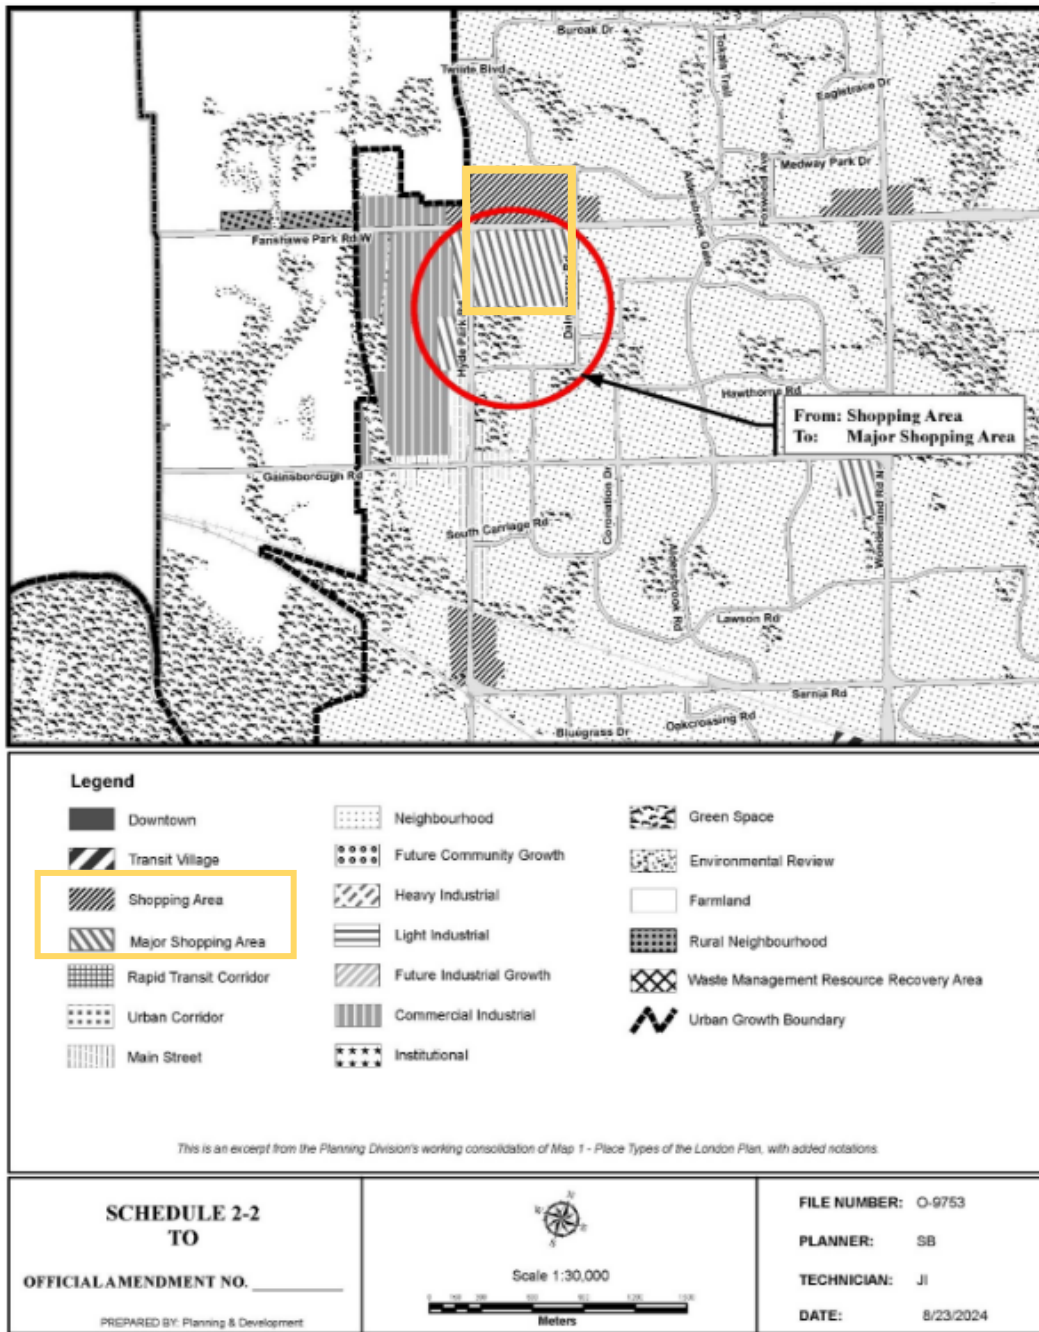 Buroak Dr
Twilite Blvd
Tokala Trail
Eagletrace Dr
Medway Park Dr
Foxwood Ave
Aldersbrook Gate
Fanshawe Park Rd W
Hyde Park Rd
Hawthorne Rd
From: Shopping Area
To: Major Shopping Area
Gainsborough Rd
Coronation Dr
South Carriage Rd
Wonderland Rd N
Aldersbrook Rd
Lawson Rd
Sarnia Rd
Oakcrossing Rd
Bluegrass Dr
Legend
Downtown
Transit Village
Shopping Area
Major Shopping Area
Rapid Transit Corridor
Urban Corridor
Main Street
Neighbourhood
Future Community Growth
Heavy Industrial
Light Industrial
Future Industrial Growth
Commercial Industrial
Institutional
Green Space
Environmental Review
Farmland
Rural Neighbourhood
Waste Management Resource Recovery Area
Urban Growth Boundary
This is an excerpt from the Planning Division's working consolidation of Map 1 - Place Types of the London Plan, with added notations.
SCHEDULE 2-2
TO
OFFICIAL AMENDMENT NO. ____________
PREPARED BY: Planning & Development
Scale 1:30,000
Meters
FILE NUMBER: O-9753
PLANNER: SB
TECHNICIAN: JI
DATE: 8/23/2024